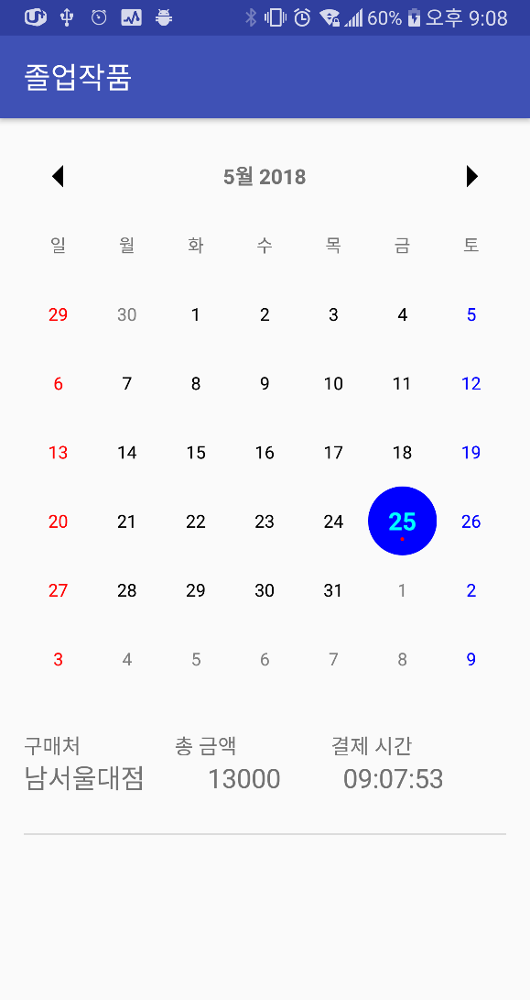 60% 오후 9:08
졸업작품
5월 2018
일 월 화 수 목 금 토
29 30 1 2 3 4 5
6 7 8 9 10 11 12
13 14 15 16 17 18 19
20 21 22 23 24 25 26
27 28 29 30 31 1 2
3 4 5 6 7 8 9
구매처 총 금액 결제 시간
남서울대점 13000 09:07:53